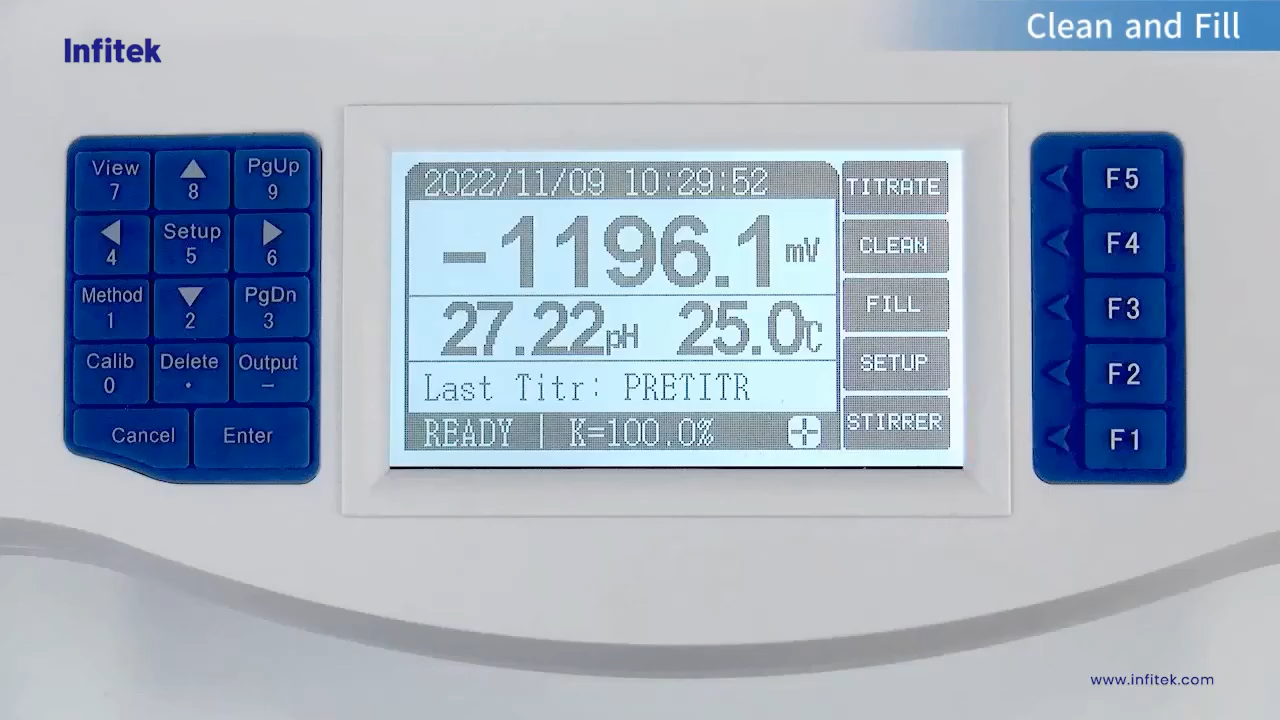 Clean and Fill
Infitek
View
7
8
PgUp
9
4
Setup
5
6
Method
1
2
PgDn
3
Calib
0
Delete
.
Output
–
Cancel
Enter
2022/11/09 10:29:52
-1196.1 mV
27.22pH 25.0℃
Last Titr: PRETITR
READY | K=100.0%
TITRATE
CLEAN
FILL
SETUP
STIRRER
F5
F4
F3
F2
F1
www.infitek.com